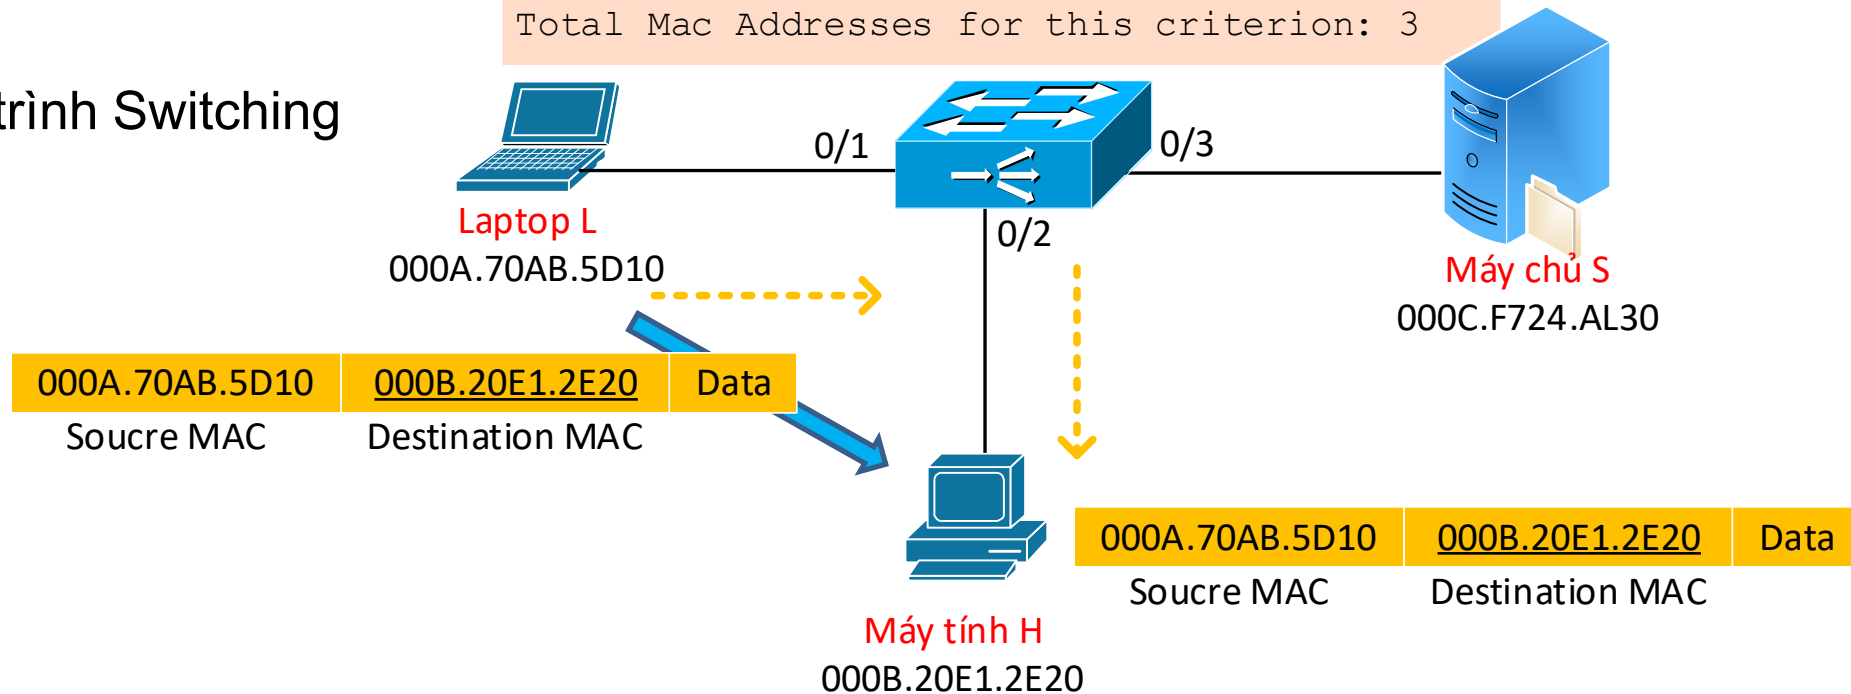 Total Mac Addresses for this criterion: 3
trình Switching
0/1
0/3
0/2
Laptop L
000A.70AB.5D10
Máy chủ S
000C.F724.AL30
000A.70AB.5D10 000B.20E1.2E20 Data
Soucre MAC Destination MAC
000A.70AB.5D10 000B.20E1.2E20 Data
Soucre MAC Destination MAC
Máy tính H
000B.20E1.2E20